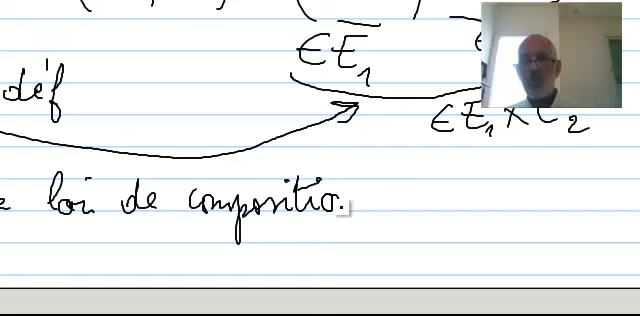 ∈E₁
déf
∈E₁×E₂
loi de compositio.